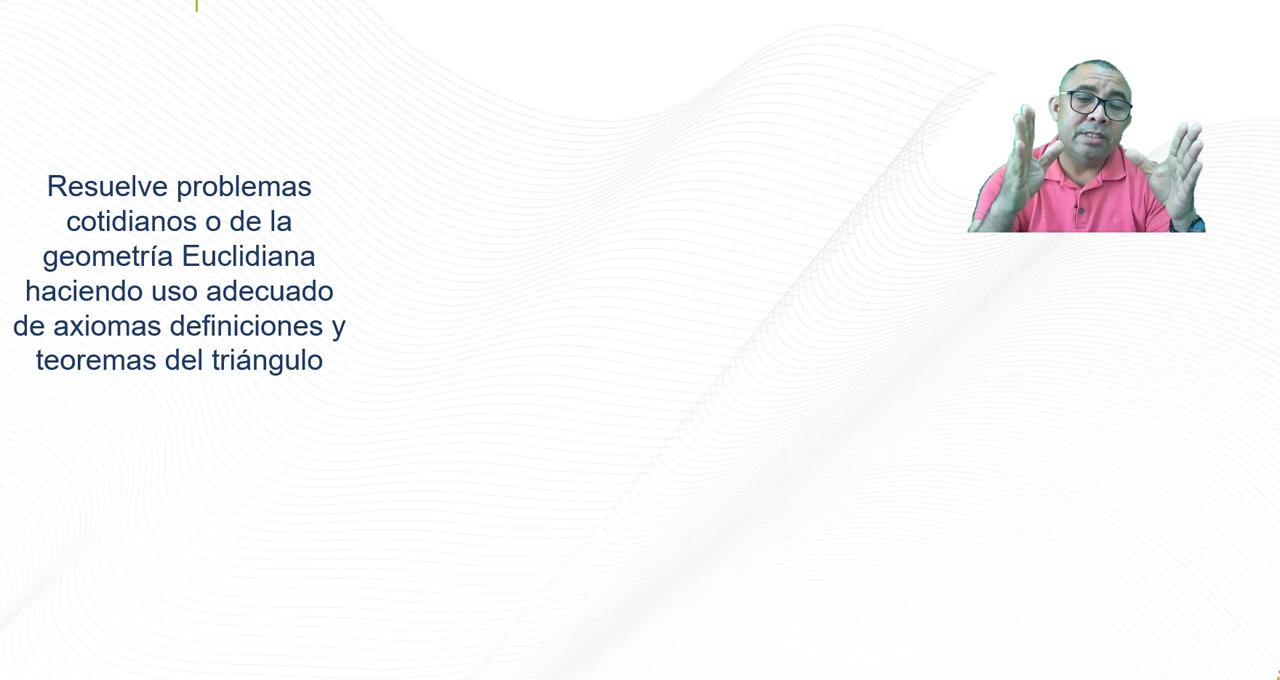 Resuelve problemas
cotidianos o de la
geometría Euclidiana
haciendo uso adecuado
de axiomas definiciones y
teoremas del triángulo